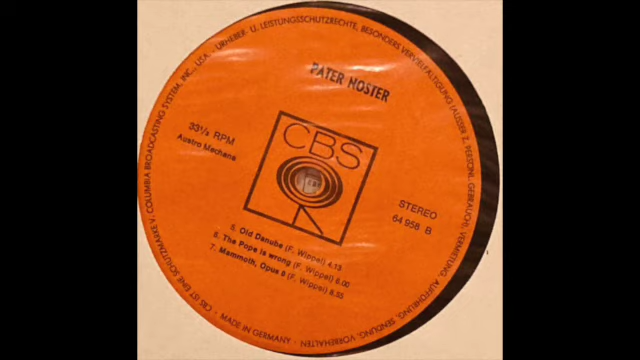 PATER NOSTER
CBS
33⅓ RPM
Austro Mechana
STEREO
64 958 B
5. Old Danube (F. Wippel) 4.13
6. The Pope is wrong (F. Wippel) 6.00
7. Mammoth, Opus 8 (F. Wippel) 8.35
CBS IST EINE SCHUTZMARKE V. COLUMBIA BROADCASTING SYSTEM, INC., USA. - URHEBER- U. LEISTUNGSSCHUTZRECHTE, BESONDERS VERVIELFÄLTIGUNG (AUSSER Z. PERSÖNL. GEBRAUCH), VERMIETUNG, AUFFÜHRUNG, SENDUNG, VORBEHALTEN · MADE IN GERMANY ·